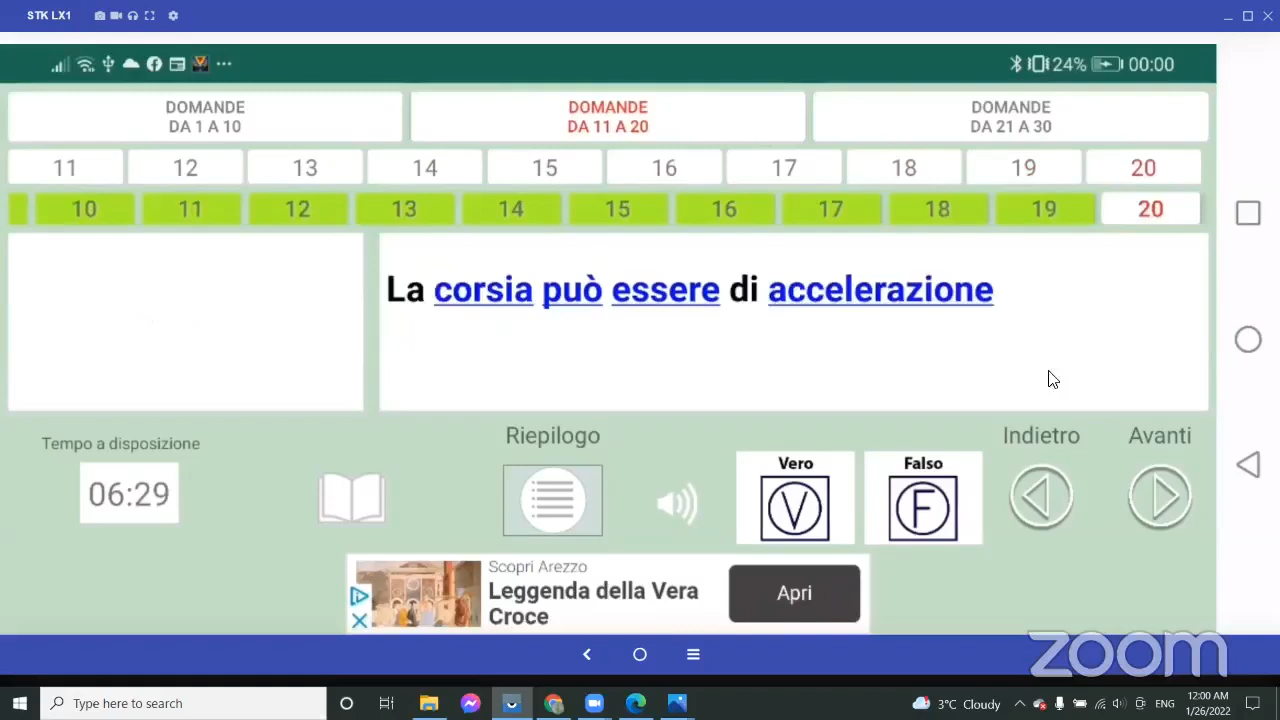 STK LX1
24% 00:00
DOMANDE
DA 1 A 10
DOMANDE
DA 11 A 20
DOMANDE
DA 21 A 30
11 12 13 14 15 16 17 18 19 20
10 11 12 13 14 15 16 17 18 19 20
La corsia può essere di accelerazione
Tempo a disposizione
06:29
Riepilogo
Vero
V
Falso
F
Indietro
Avanti
Scopri Arezzo
Leggenda della Vera
Croce
Apri
zoom
Type here to search
3°C Cloudy
ENG
12:00 AM
1/26/2022